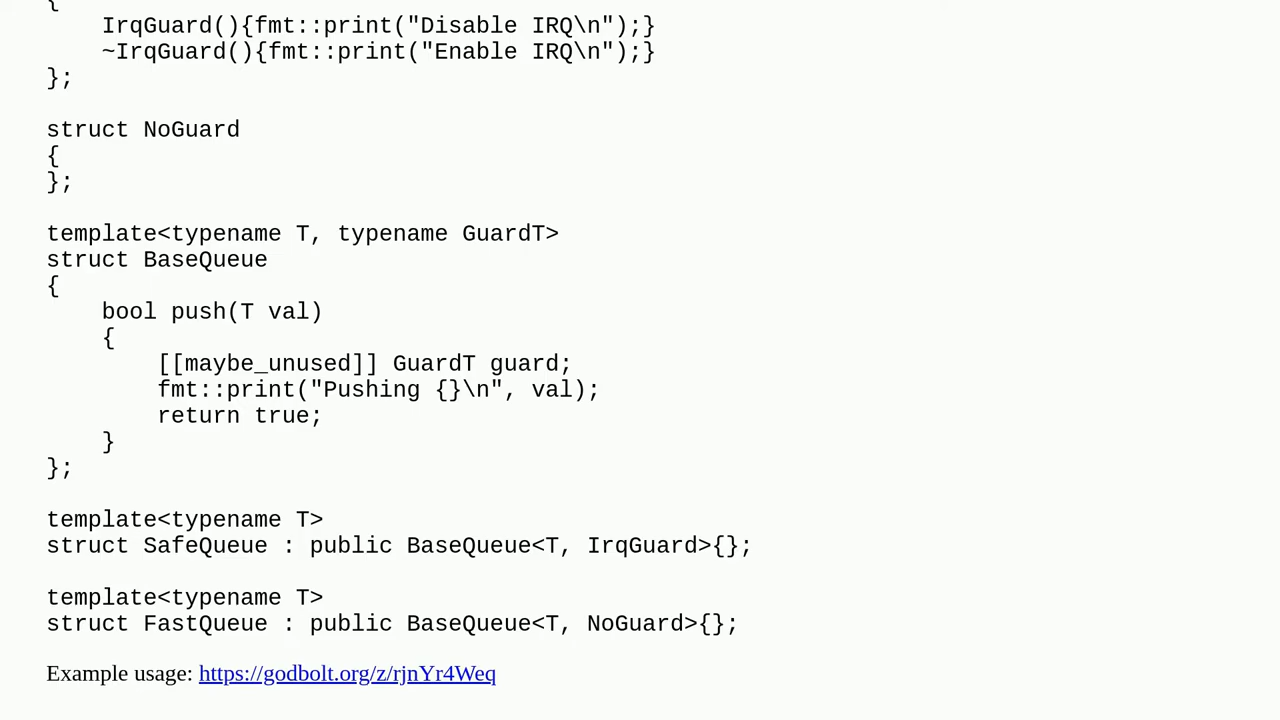 {
    IrqGuard(){fmt::print("Disable IRQ\n");}
    ~IrqGuard(){fmt::print("Enable IRQ\n");}
};

struct NoGuard
{
};

template<typename T, typename GuardT>
struct BaseQueue
{
    bool push(T val)
    {
        [[maybe_unused]] GuardT guard;
        fmt::print("Pushing {}\n", val);
        return true;
    }
};

template<typename T>
struct SafeQueue : public BaseQueue<T, IrqGuard>{};

template<typename T>
struct FastQueue : public BaseQueue<T, NoGuard>{};

Example usage: https://godbolt.org/z/rjnYr4Weq